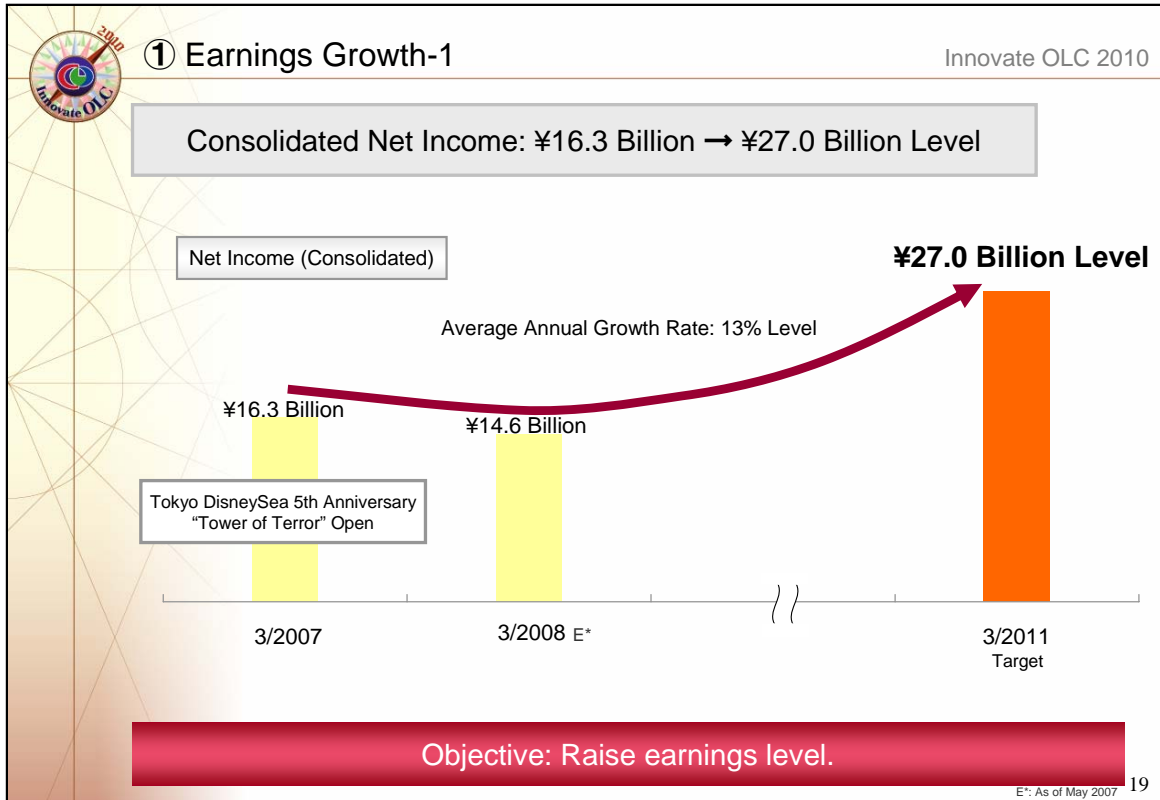 2010
Innovate OLC
① Earnings Growth-1
Innovate OLC 2010
Consolidated Net Income: ¥16.3 Billion → ¥27.0 Billion Level
Net Income (Consolidated)
¥27.0 Billion Level
Average Annual Growth Rate: 13% Level
¥16.3 Billion
¥14.6 Billion
Tokyo DisneySea 5th Anniversary
“Tower of Terror” Open
3/2007
3/2008 E*
3/2011
Target
Objective: Raise earnings level.
E*: As of May 2007
19